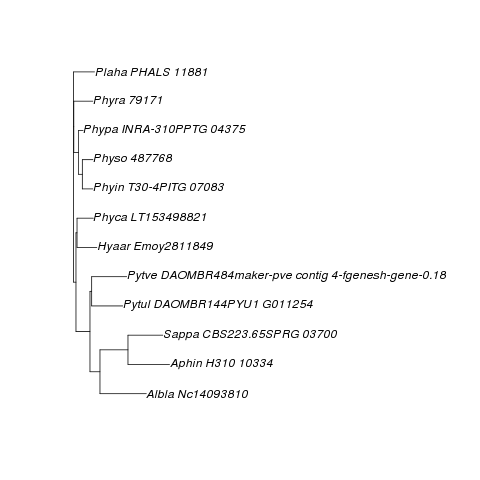 Plaha PHALS 11881
Phyra 79171
Phypa INRA-310PPTG 04375
Physo 487768
Phyin T30-4PITG 07083
Phyca LT153498821
Hyaar Emoy2811849
Pytve DAOMBR484maker-pve contig 4-fgenesh-gene-0.18
Pytul DAOMBR144PYU1 G011254
Sappa CBS223.65SPRG 03700
Aphin H310 10334
Albla Nc14093810